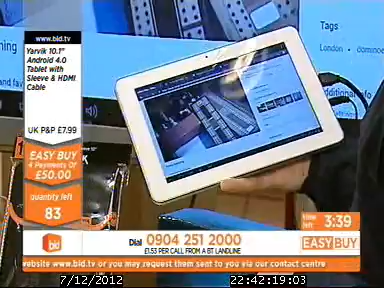 www.bid.tv
Yarvik 10.1"
Android 4.0
Tablet with
Sleeve & HDMI
Cable
UK P&P £7.99
EASY BUY
4 Payments Of
£50.00
quantity left
83
Tags
London
bid
Dial 0904 251 2000
£1.53 PER CALL FROM A BT LANDLINE
time
left
3:39
EASY BUY
website www.bid.tv or you may request them sent to you via our contact centre
7/12/2012
22:42:19:03